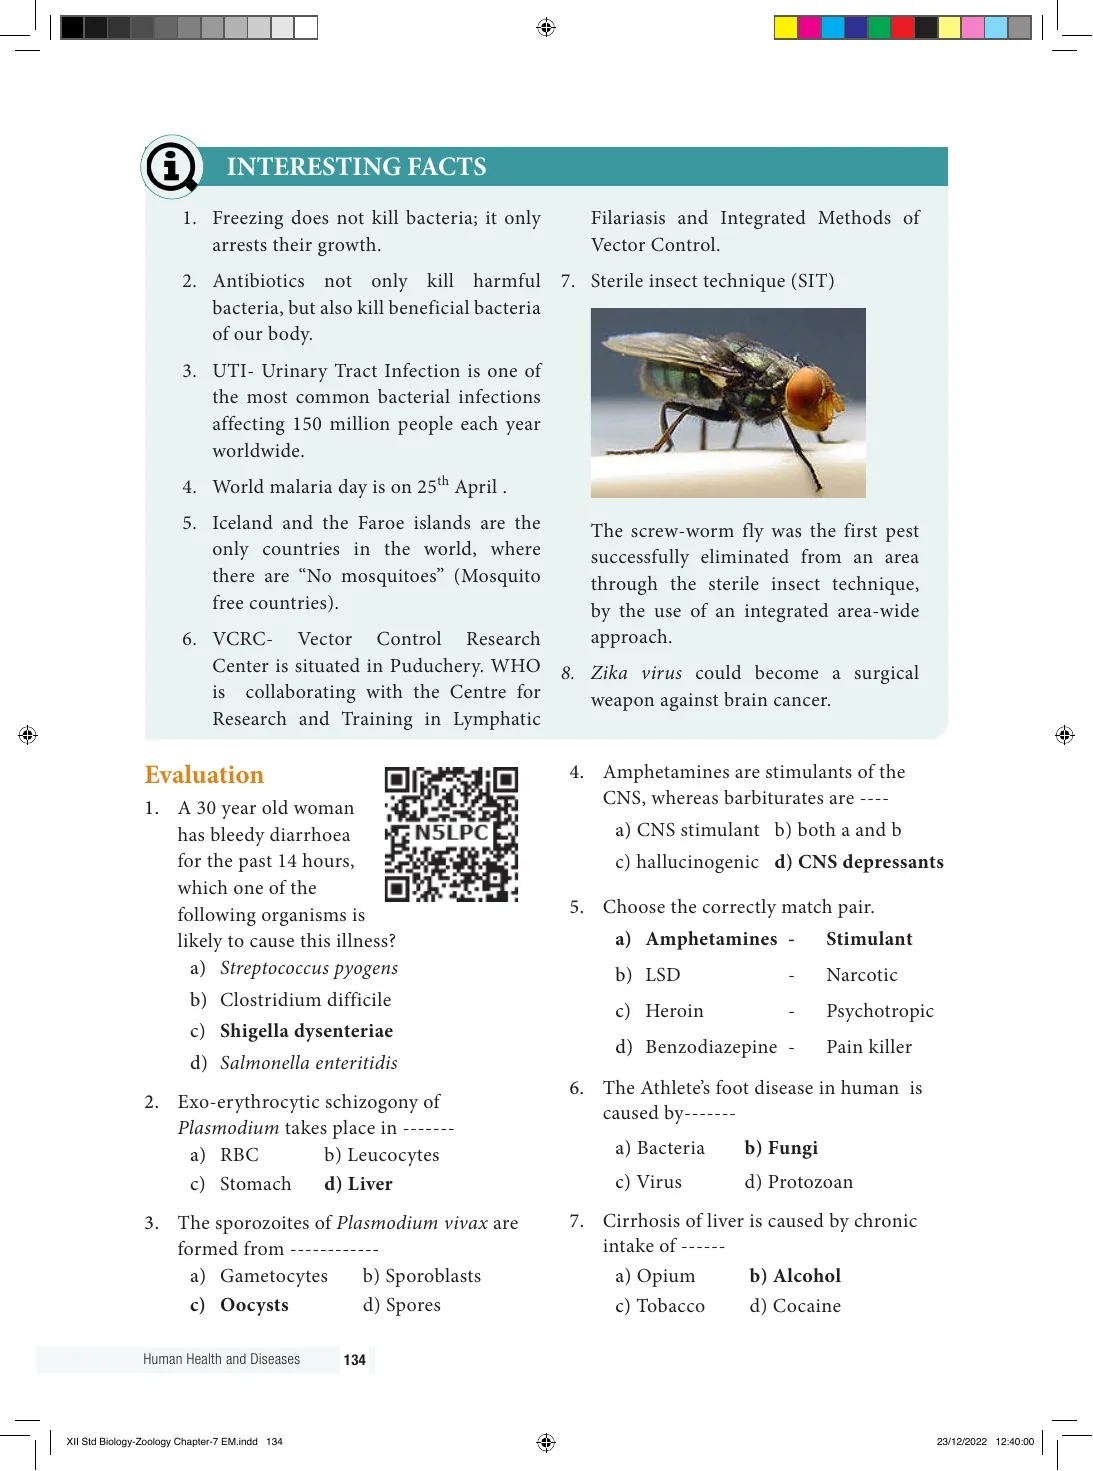 INTERESTING FACTS
1. Freezing does not kill bacteria; it only
arrests their growth.
2. Antibiotics not only kill harmful
bacteria, but also kill beneficial bacteria
of our body.
3. UTI- Urinary Tract Infection is one of
the most common bacterial infections
affecting 150 million people each year
worldwide.
4. World malaria day is on 25th April .
5. Iceland and the Faroe islands are the
only countries in the world, where
there are “No mosquitoes” (Mosquito
free countries).
6. VCRC- Vector Control Research
Center is situated in Puduchery. WHO
is collaborating with the Centre for
Research and Training in Lymphatic
Filariasis and Integrated Methods of
Vector Control.
7. Sterile insect technique (SIT)
The screw-worm fly was the first pest
successfully eliminated from an area
through the sterile insect technique,
by the use of an integrated area-wide
approach.
8. Zika virus could become a surgical
weapon against brain cancer.
Evaluation
N5LPC
1. A 30 year old woman
has bleedy diarrhoea
for the past 14 hours,
which one of the
following organisms is
likely to cause this illness?
a) Streptococcus pyogens
b) Clostridium difficile
c) Shigella dysenteriae
d) Salmonella enteritidis
2. Exo-erythrocytic schizogony of
Plasmodium takes place in -------
a) RBC b) Leucocytes
c) Stomach d) Liver
3. The sporozoites of Plasmodium vivax are
formed from ------------
a) Gametocytes b) Sporoblasts
c) Oocysts d) Spores
4. Amphetamines are stimulants of the
CNS, whereas barbiturates are ----
a) CNS stimulant b) both a and b
c) hallucinogenic d) CNS depressants
5. Choose the correctly match pair.
a) Amphetamines - Stimulant
b) LSD - Narcotic
c) Heroin - Psychotropic
d) Benzodiazepine - Pain killer
6. The Athlete’s foot disease in human is
caused by-------
a) Bacteria b) Fungi
c) Virus d) Protozoan
7. Cirrhosis of liver is caused by chronic
intake of ------
a) Opium b) Alcohol
c) Tobacco d) Cocaine
Human Health and Diseases 134
XII Std Biology-Zoology Chapter-7 EM.indd 134 23/12/2022 12:40:00